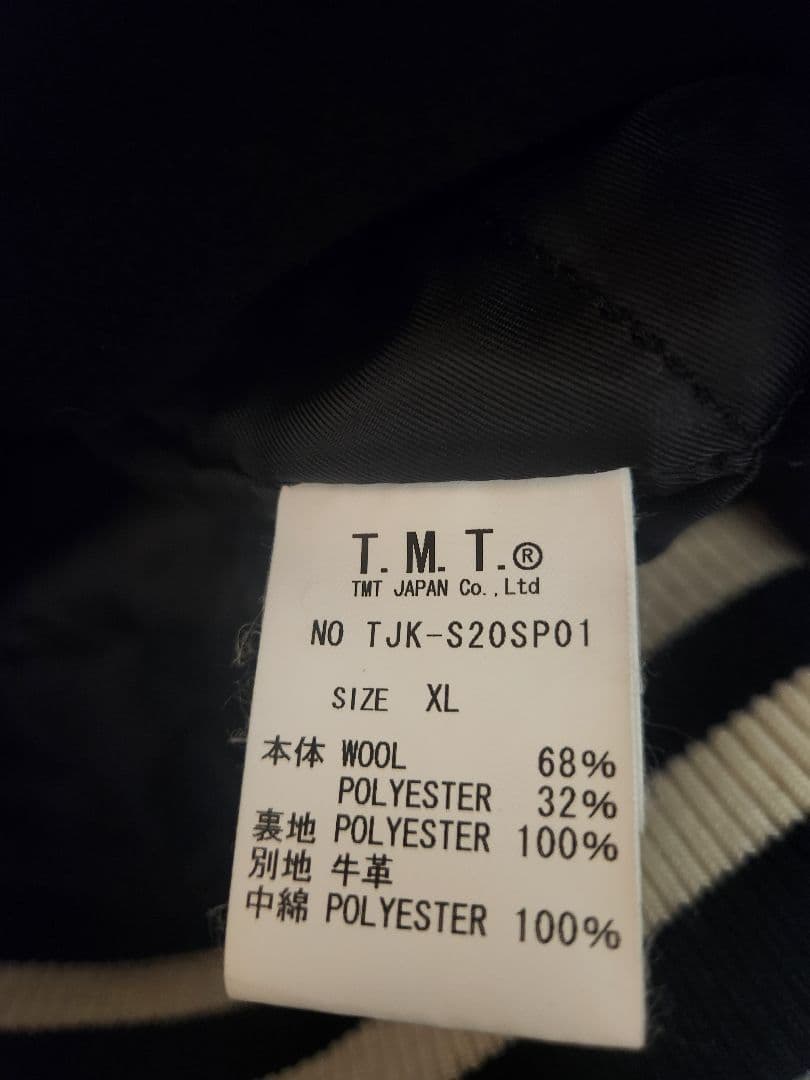 T.M.T.®
TMT JAPAN Co.,Ltd
NO TJK-S20SP01
SIZE XL
本体 WOOL 68%
POLYESTER 32%
裏地 POLYESTER 100%
別地 牛革
中綿 POLYESTER 100%